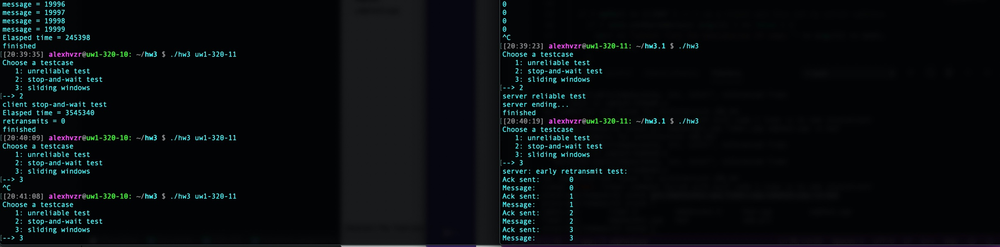 message = 19996
message = 19997
message = 19998
message = 19999
Elasped time = 245398
finished
[[20:39:35] alexhvzr@uw1-320-10: ~/hw3 $ ./hw3 uw1-320-11
Choose a testcase
   1: unreliable test
   2: stop-and-wait test
   3: sliding windows
[--> 2
client stop-and-wait test
Elasped time = 3545340
retransmits = 0
finished
[[20:40:09] alexhvzr@uw1-320-10: ~/hw3 $ ./hw3 uw1-320-11
Choose a testcase
   1: unreliable test
   2: stop-and-wait test
   3: sliding windows
[--> 3
^C
[[20:41:08] alexhvzr@uw1-320-10: ~/hw3 $ ./hw3 uw1-320-11
Choose a testcase
   1: unreliable test
   2: stop-and-wait test
   3: sliding windows
[--> 3
0
0
0
0
^C
[[20:39:23] alexhvzr@uw1-320-11: ~/hw3.1 $ ./hw3
Choose a testcase
   1: unreliable test
   2: stop-and-wait test
   3: sliding windows
[--> 2
server reliable test
server ending...
finished
[[20:40:19] alexhvzr@uw1-320-11: ~/hw3.1 $ ./hw3
Choose a testcase
   1: unreliable test
   2: stop-and-wait test
   3: sliding windows
[--> 3
server: early retransmit test:
Ack sent:       0
Message:        0
Ack sent:       1
Message:        1
Ack sent:       2
Message:        2
Ack sent:       3
Message:        3